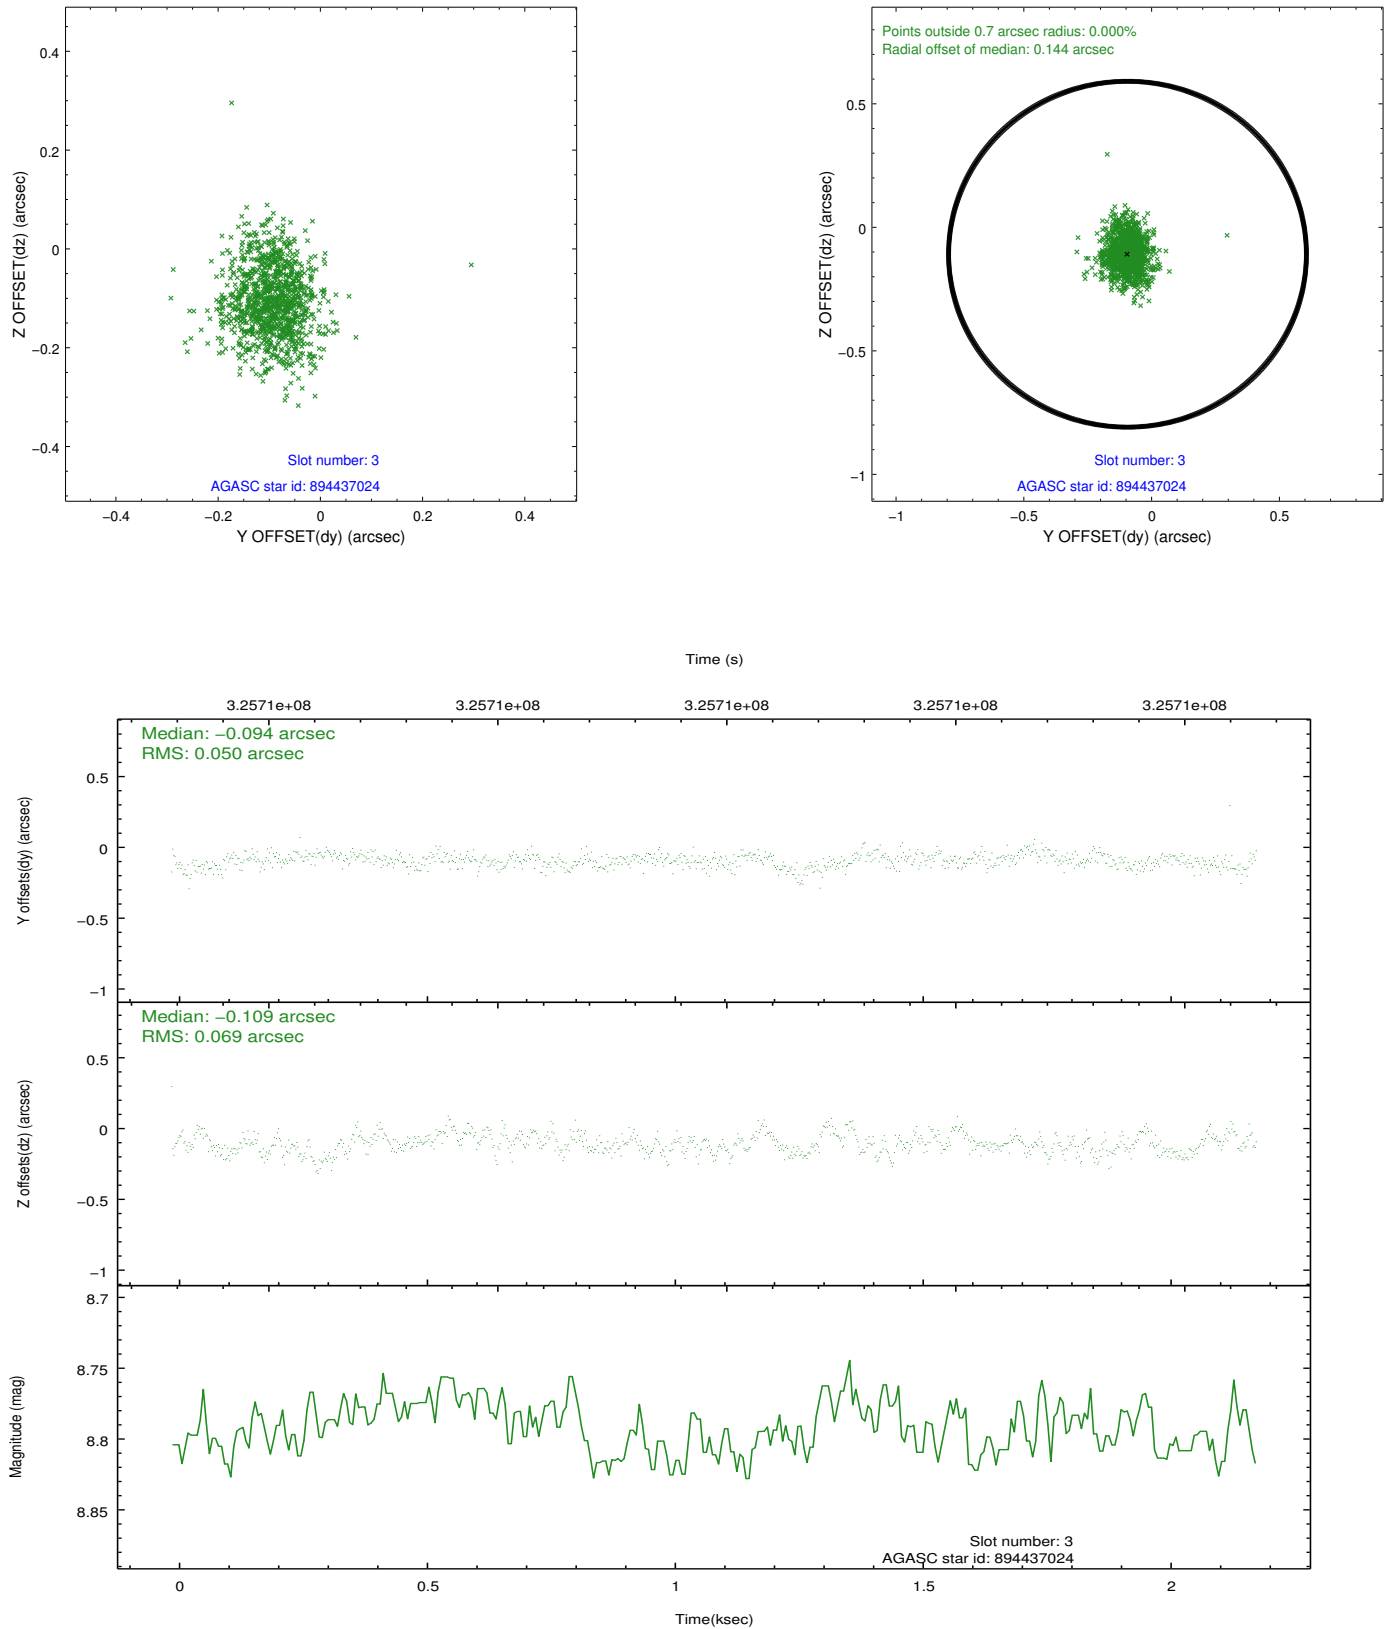 0.4
0.2
0
−0.2
−0.4
Z OFFSET(dz) (arcsec)
Slot number: 3
AGASC star id: 894437024
−0.4 −0.2 0 0.2 0.4
Y OFFSET(dy) (arcsec)
Points outside 0.7 arcsec radius: 0.000%
Radial offset of median: 0.144 arcsec
0.5
0
−0.5
−1
Z OFFSET(dz) (arcsec)
Slot number: 3
AGASC star id: 894437024
−1 −0.5 0 0.5
Y OFFSET(dy) (arcsec)
Time (s)
3.2571e+08 3.2571e+08 3.2571e+08 3.2571e+08 3.2571e+08
Median: −0.094 arcsec
RMS: 0.050 arcsec
0.5
0
−0.5
−1
Y offsets(dy) (arcsec)
Median: −0.109 arcsec
RMS: 0.069 arcsec
0.5
0
−0.5
−1
Z offsets(dz) (arcsec)
8.7
8.75
8.8
8.85
Magnitude (mag)
Slot number: 3
AGASC star id: 894437024
0 0.5 1 1.5 2
Time(ksec)